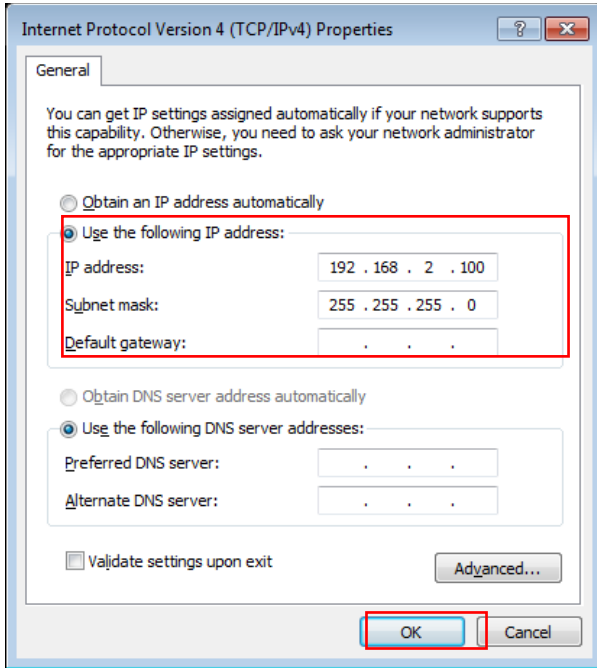 Internet Protocol Version 4 (TCP/IPv4) Properties
General
You can get IP settings assigned automatically if your network supports
this capability. Otherwise, you need to ask your network administrator
for the appropriate IP settings.
Obtain an IP address automatically
Use the following IP address:
IP address: 192 . 168 . 2 . 100
Subnet mask: 255 . 255 . 255 . 0
Default gateway: . . .
Obtain DNS server address automatically
Use the following DNS server addresses:
Preferred DNS server: . . .
Alternate DNS server: . . .
Validate settings upon exit
Advanced...
OK Cancel